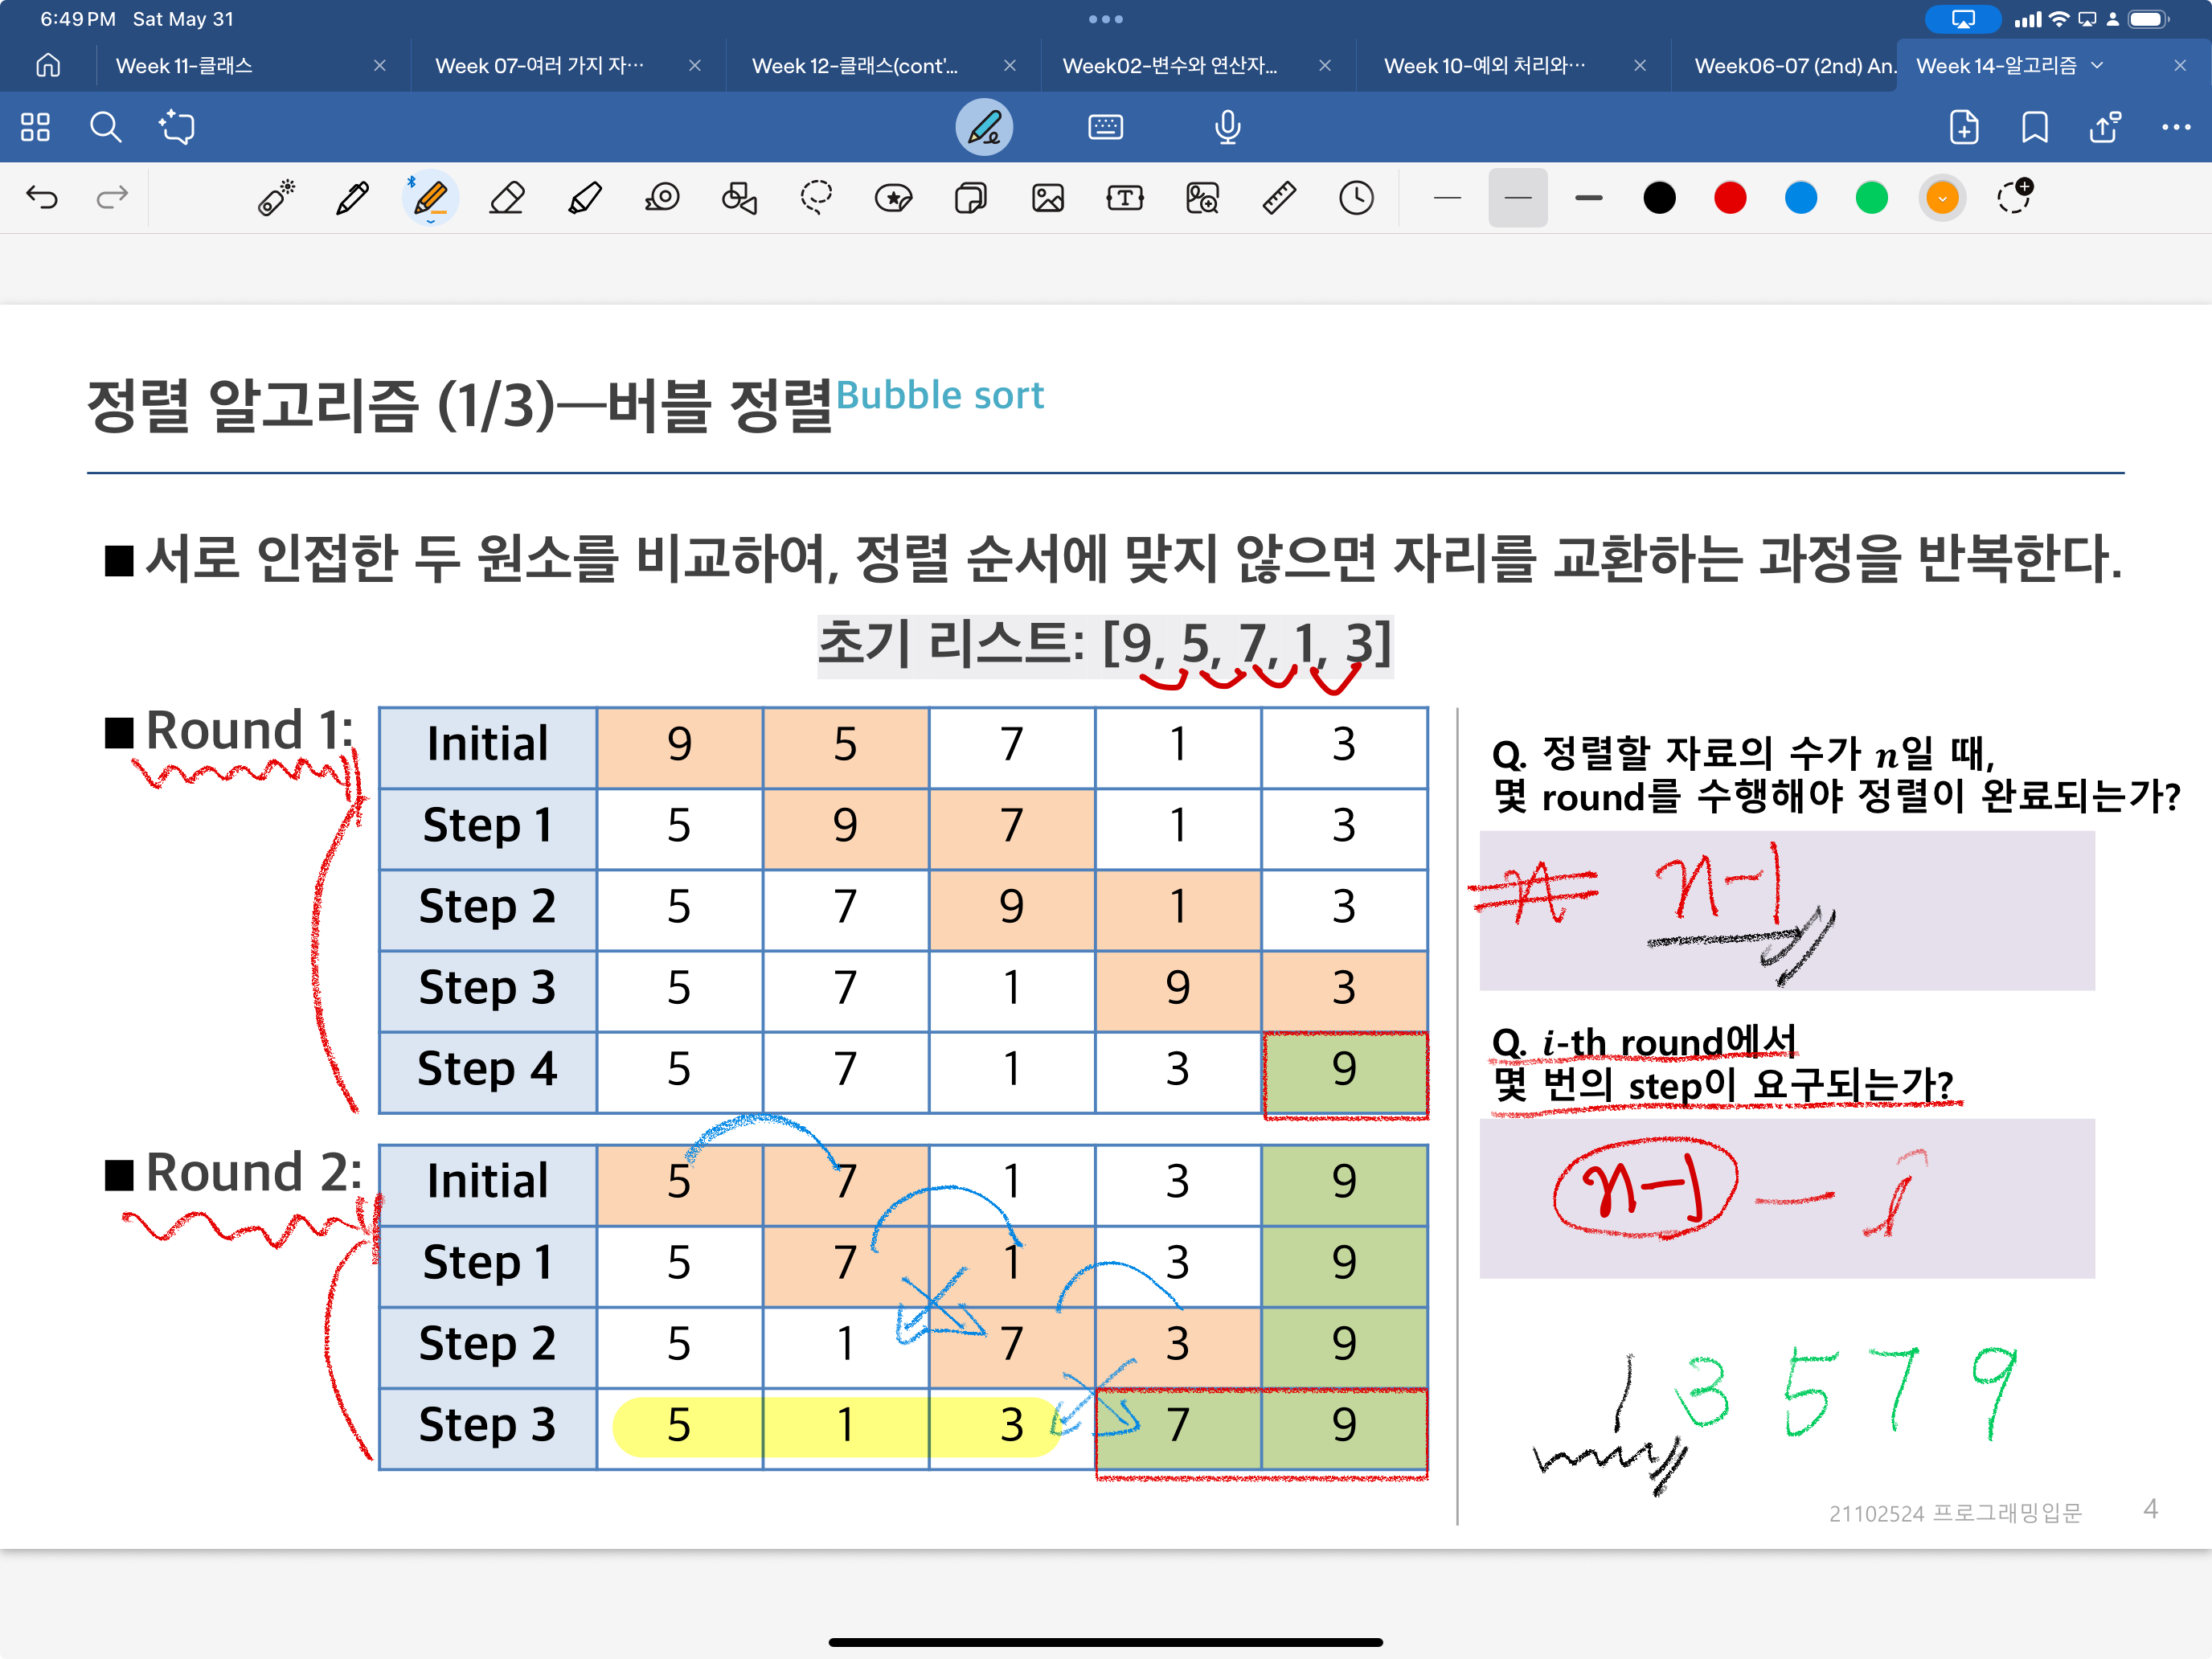 6:49 PM Sat May 31
Week 11-클래스
Week 07-여러 가지 자…
Week 12-클래스(cont'...
Week02-변수와 연산자...
Week 10-예외 처리와…
Week06-07 (2nd) An.
Week 14-알고리즘
정렬 알고리즘 (1/3)—버블 정렬Bubble sort
■ 서로 인접한 두 원소를 비교하여, 정렬 순서에 맞지 않으면 자리를 교환하는 과정을 반복한다.
초기 리스트: [9, 5, 7, 1, 3]
■ Round 1:
Initial 9 5 7 1 3
Step 1 5 9 7 1 3
Step 2 5 7 9 1 3
Step 3 5 7 1 9 3
Step 4 5 7 1 3 9
■ Round 2:
Initial 5 7 1 3 9
Step 1 5 7 1 3 9
Step 2 5 1 7 3 9
Step 3 5 1 3 7 9
Q. 정렬할 자료의 수가 n일 때,
몇 round를 수행해야 정렬이 완료되는가?
n n-1
Q. i-th round에서
몇 번의 step이 요구되는가?
n-1 - i
1 3 5 7 9
21102524 프로그래밍입문 4